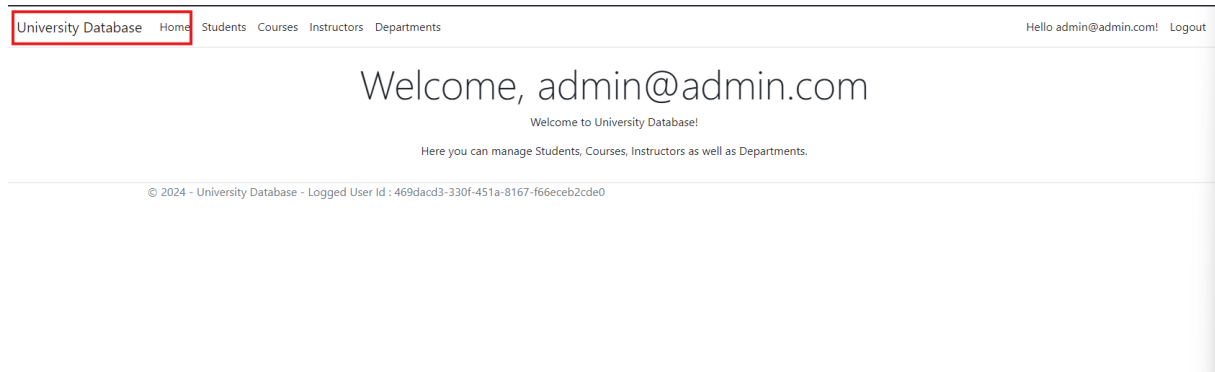 University Database Home Students Courses Instructors Departments Hello admin@admin.com! Logout
Welcome, admin@admin.com
Welcome to University Database!
Here you can manage Students, Courses, Instructors as well as Departments.
© 2024 - University Database - Logged User Id : 469dacd3-330f-451a-8167-f66eceb2cde0